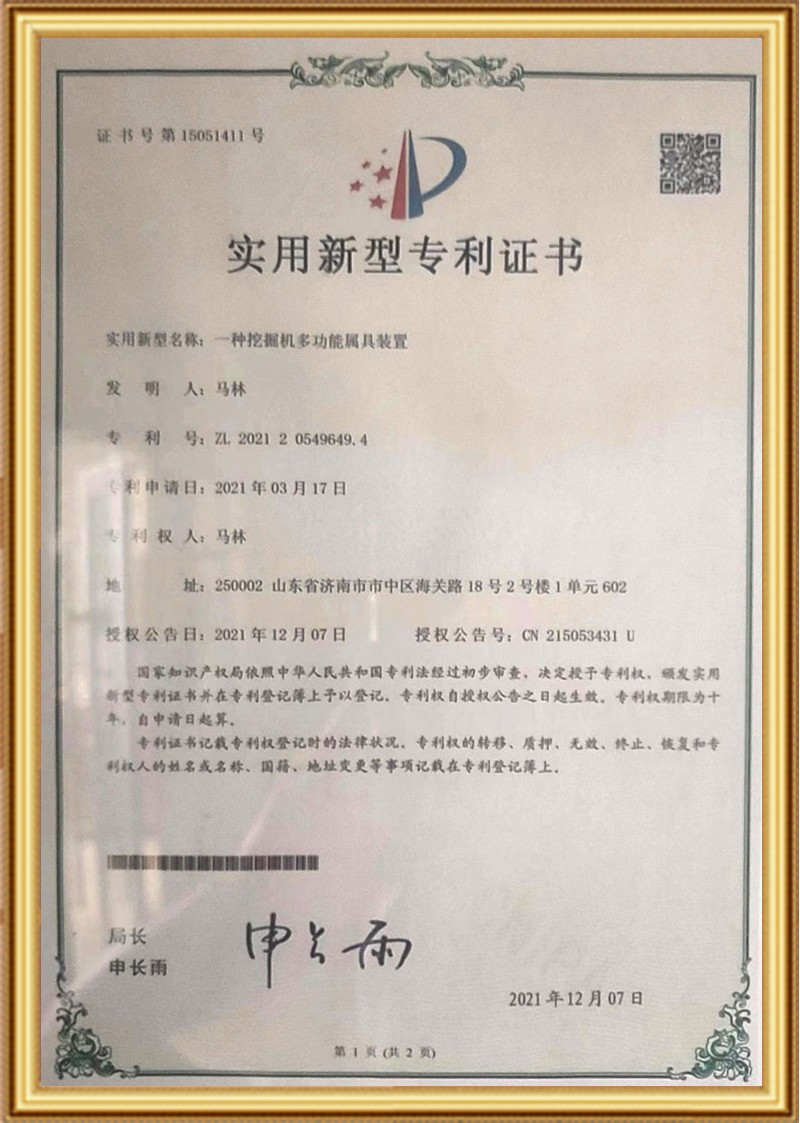 证书号第15051411号
实用新型专利证书
实用新型名称：一种挖掘机多功能属具装置
发明人：马林
专利号：ZL 2021 2 0549649.4
专利申请日：2021年03月17日
专利权人：马林
地址：250002 山东省济南市市中区海关路18号2号楼1单元602
授权公告日：2021年12月07日 授权公告号：CN 215053431 U
国家知识产权局依照中华人民共和国专利法经过初步审查，决定授予专利权，颁发实用
新型专利证书并在专利登记簿上予以登记。专利权自授权公告之日起生效。专利权期限为十
年，自申请日起算。
专利证书记载专利权登记时的法律状况。专利权的转移、质押、无效、终止、恢复和专
利权人的姓名或名称、国籍、地址变更等事项记载在专利登记簿上。
局长
申长雨
申长雨
2021年12月07日
第 1 页 (共 2 页)